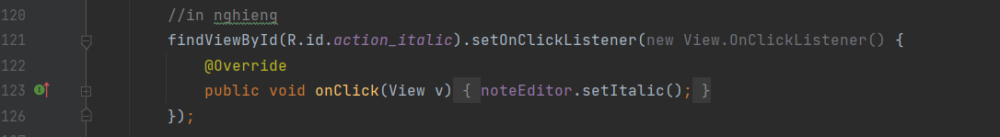 120 //in nghieng
121 findViewById(R.id.action_italic).setOnClickListener(new View.OnClickListener() {
122 @Override
123 public void onClick(View v) { noteEditor.setItalic(); }
126 });